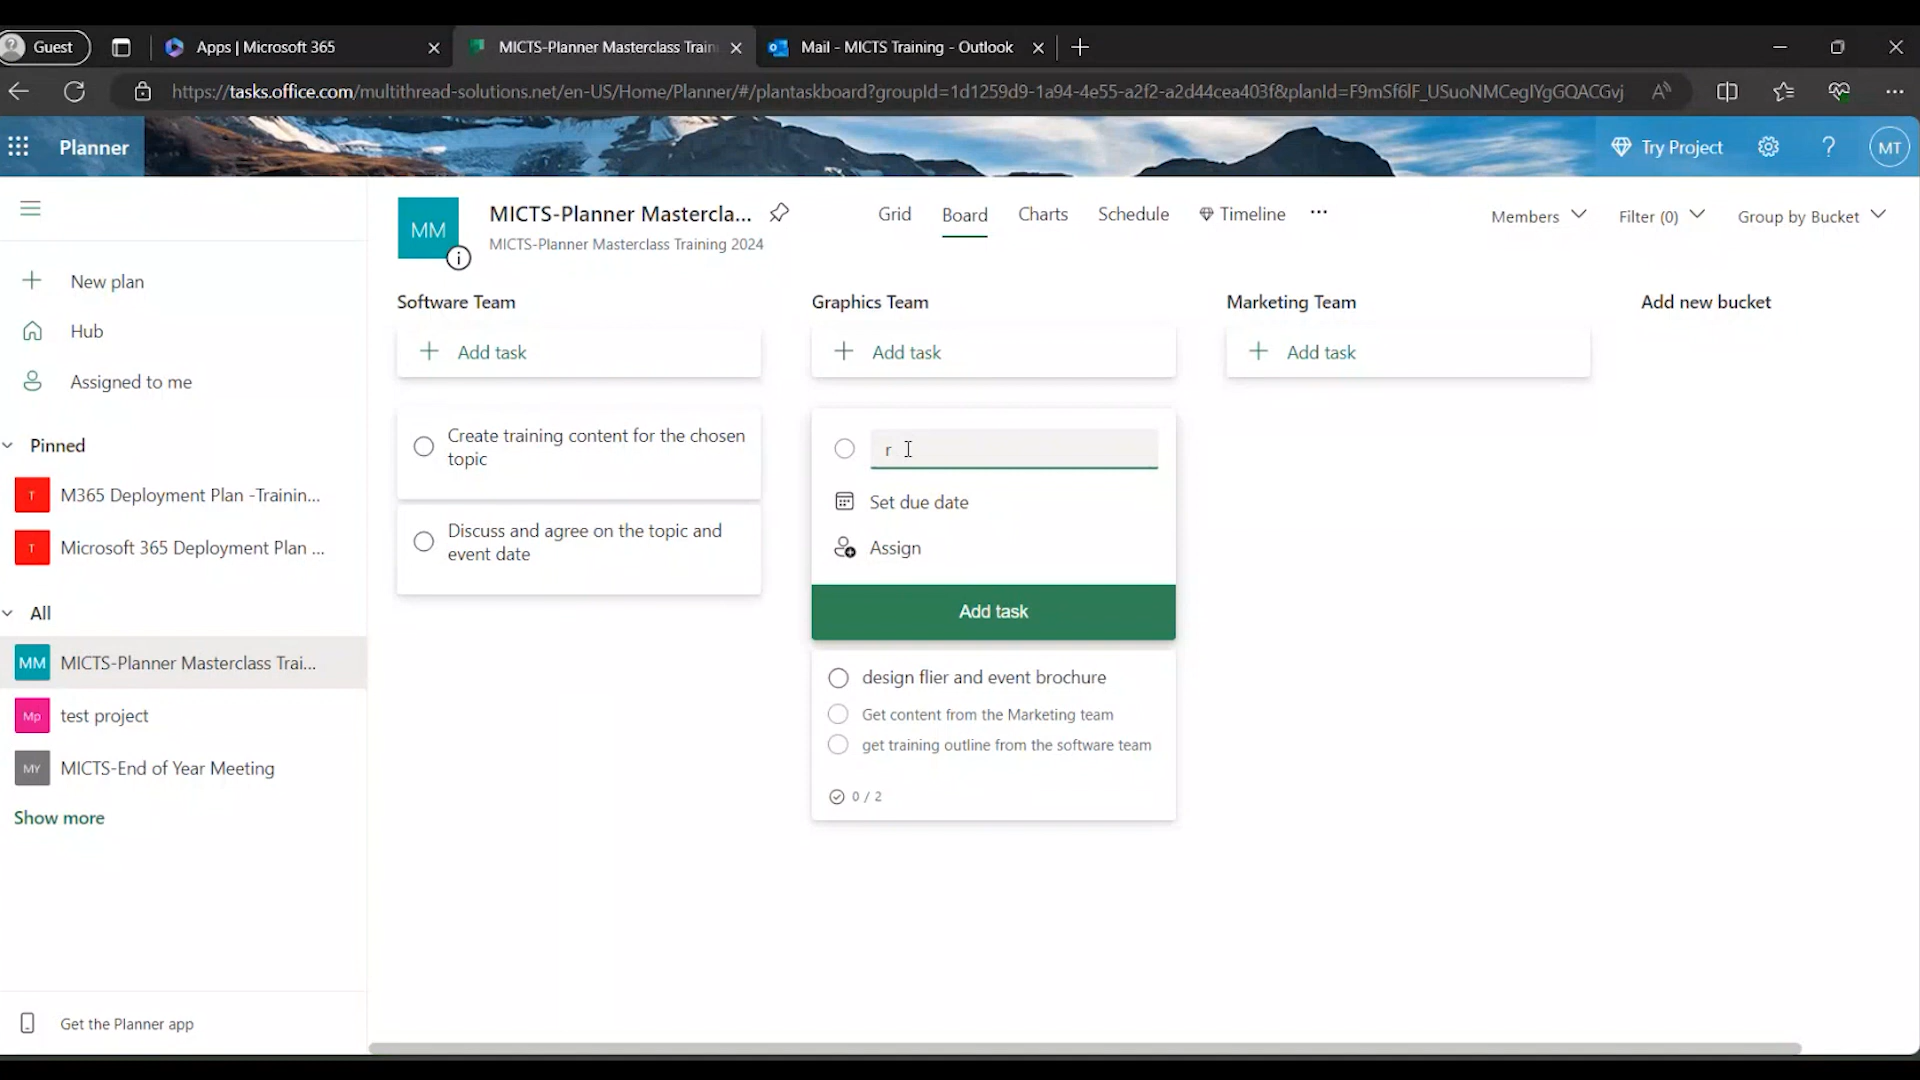 Guest
Apps | Microsoft 365
MICTS-Planner Masterclass Train
Mail - MICTS Training - Outlook
https://tasks.office.com/multithread-solutions.net/en-US/Home/Planner/#/plantaskboard?groupId=1d1259d9-1a94-4e55-a2f2-a2d44cea403f&planId=F9mSf6lF_USuoNMCeglYgGQACGvj
Planner
Try Project
?
MT
MM
MICTS-Planner Mastercla...
MICTS-Planner Masterclass Training 2024
Grid
Board
Charts
Schedule
Timeline
Members
Filter (0)
Group by Bucket
New plan
Hub
Assigned to me
Pinned
T
M365 Deployment Plan -Trainin...
T
Microsoft 365 Deployment Plan ...
All
MM
MICTS-Planner Masterclass Trai...
Mp
test project
MY
MICTS-End of Year Meeting
Show more
Get the Planner app
Software Team
Add task
Create training content for the chosen
topic
Discuss and agree on the topic and
event date
Graphics Team
Add task
r
Set due date
Assign
Add task
design flier and event brochure
Get content from the Marketing team
get training outline from the software team
0 / 2
Marketing Team
Add task
Add new bucket